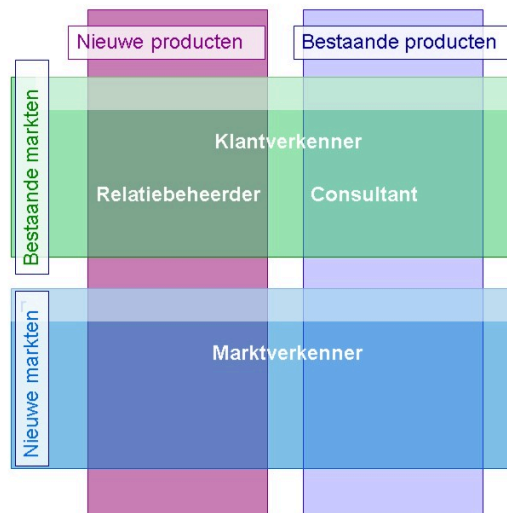 Nieuwe producten
Bestaande producten
Bestaande markten
Klantverkenner
Relatiebeheerder
Consultant
Nieuwe markten
Marktverkenner